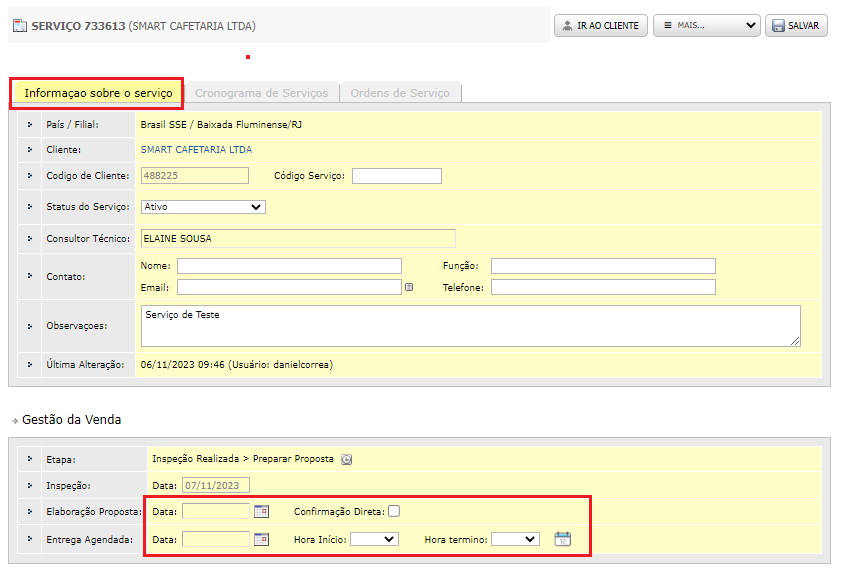 SERVIÇO 733613 (SMART CAFETARIA LTDA) IR AO CLIENTE MAIS... SALVAR
Informaçao sobre o serviço Cronograma de Serviços Ordens de Serviço
País / Filial: Brasil SSE / Baixada Fluminense/RJ
Cliente: SMART CAFETARIA LTDA
Codigo de Cliente: 488225 Código Serviço:
Status do Serviço: Ativo
Consultor Técnico: ELAINE SOUSA
Contato:
Nome: Função:
Email: Telefone:
Observaçoes: Serviço de Teste
Última Alteração: 06/11/2023 09:46 (Usuário: danielcorrea)
Gestão da Venda
Etapa: Inspeção Realizada > Preparar Proposta
Inspeção: Data: 07/11/2023
Elaboração Proposta: Data: Confirmação Direta:
Entrega Agendada: Data: Hora Início: Hora termino: